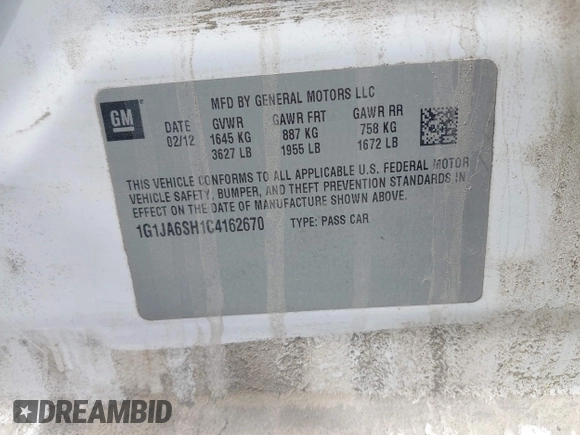 MFD BY GENERAL MOTORS LLC
GM
DATE GVWR GAWR FRT GAWR RR
02/12 1645 KG 887 KG 758 KG
3627 LB 1955 LB 1672 LB
THIS VEHICLE CONFORMS TO ALL APPLICABLE U.S. FEDERAL MOTOR
VEHICLE SAFETY, BUMPER, AND THEFT PREVENTION STANDARDS IN
EFFECT ON THE DATE OF MANUFACTURE SHOWN ABOVE.
1G1JA6SH1C4162670 TYPE: PASS CAR
DREAMBID